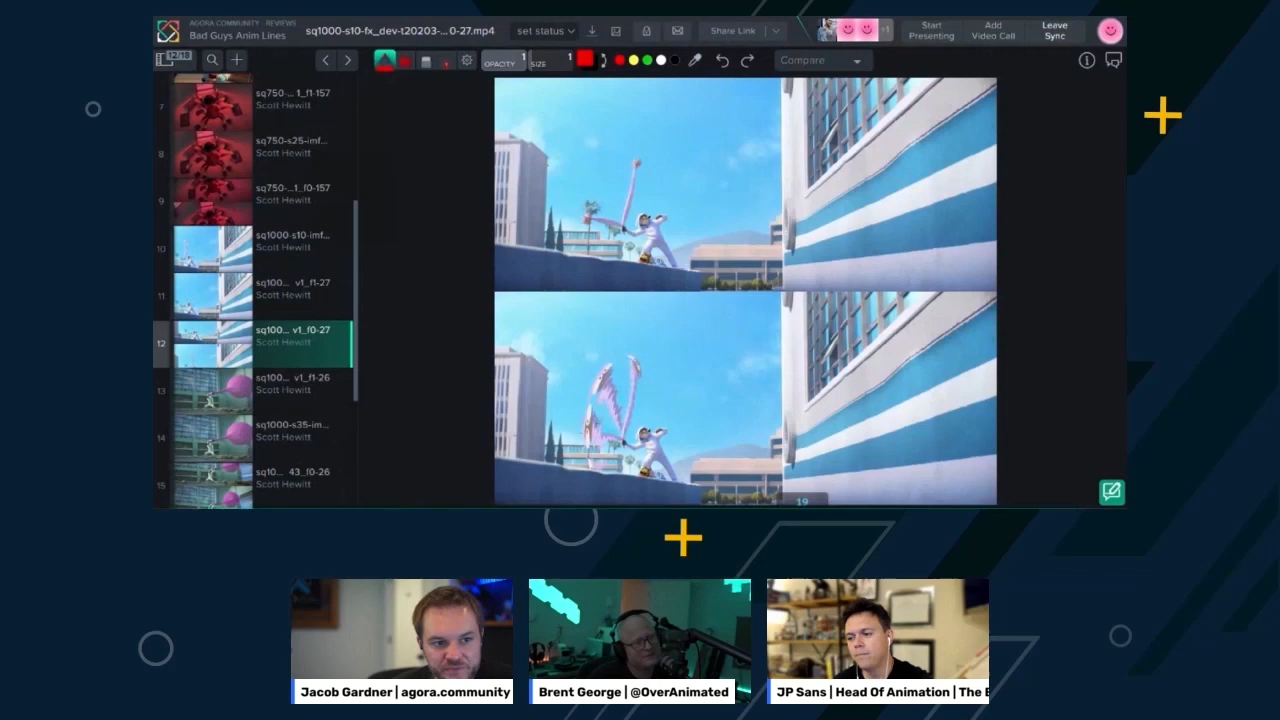 AGORA COMMUNITY - REVIEWS
Bad Guys Anim Lines
sq1000-s10-fx_dev-t20203-... 0-27.mp4
set status
Share Link
+1
Start
Presenting
Add
Video Call
Leave
Sync
12/13
OPACITY 1
SIZE 1
Compare
7
sq750-... 1_f1-157
Scott Hewitt
8
sq750-s25-imf...
Scott Hewitt
9
sq750-...1_f0-157
Scott Hewitt
10
sq1000-s10-imf...
Scott Hewitt
11
sq100... v1_f1-27
Scott Hewitt
12
sq100... v1_f0-27
Scott Hewitt
13
sq100... v1_f1-26
Scott Hewitt
14
sq1000-s35-im...
Scott Hewitt
15
sq10... 43_f0-26
Scott Hewitt
19
Jacob Gardner | agora.community
Brent George | @OverAnimated
JP Sans | Head Of Animation | The B